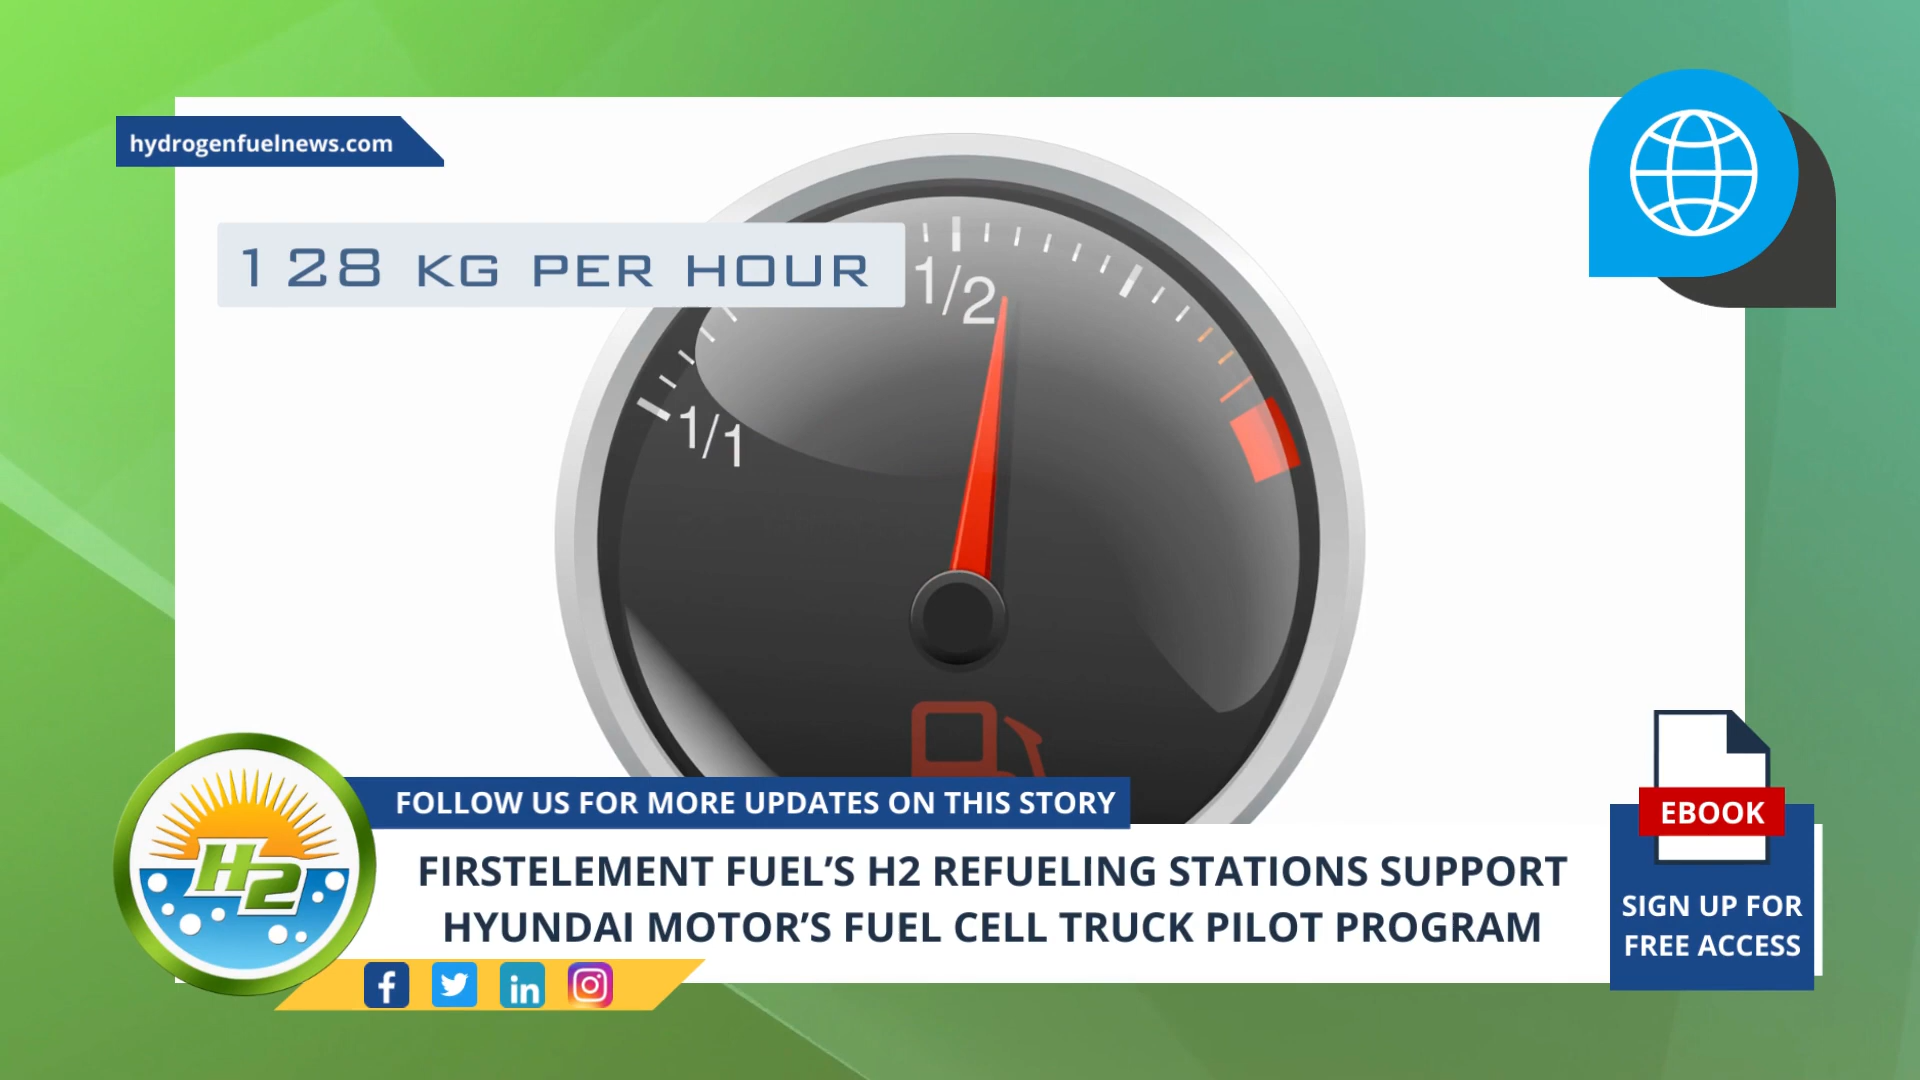 hydrogenfuelnews.com
128 KG PER HOUR
1/2
1/1
FOLLOW US FOR MORE UPDATES ON THIS STORY
H2
FIRSTELEMENT FUEL’S H2 REFUELING STATIONS SUPPORT
HYUNDAI MOTOR’S FUEL CELL TRUCK PILOT PROGRAM
EBOOK
SIGN UP FOR
FREE ACCESS
f
in